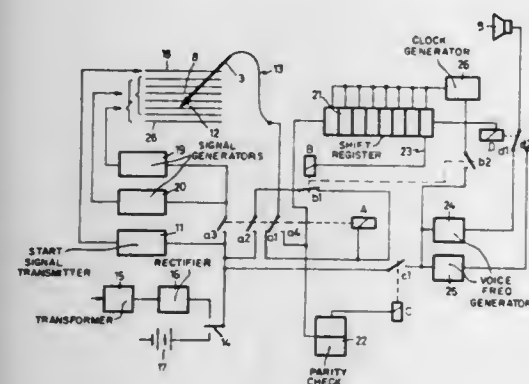 18
8
3
13
12
26
19
SIGNAL
GENERATORS
20
11
START
SIGNAL
TRANSMITTER
RECTIFIER
15
16
TRANSFORMER
14
17
a3
a2
a1
a4
b1
A
B
21
SHIFT
REGISTER
23
CLOCK
GENERATOR
26
9
D
d1
b2
24
VOICE
FREQ
GENERATOR
25
c1
C
22
PARITY
CHECK